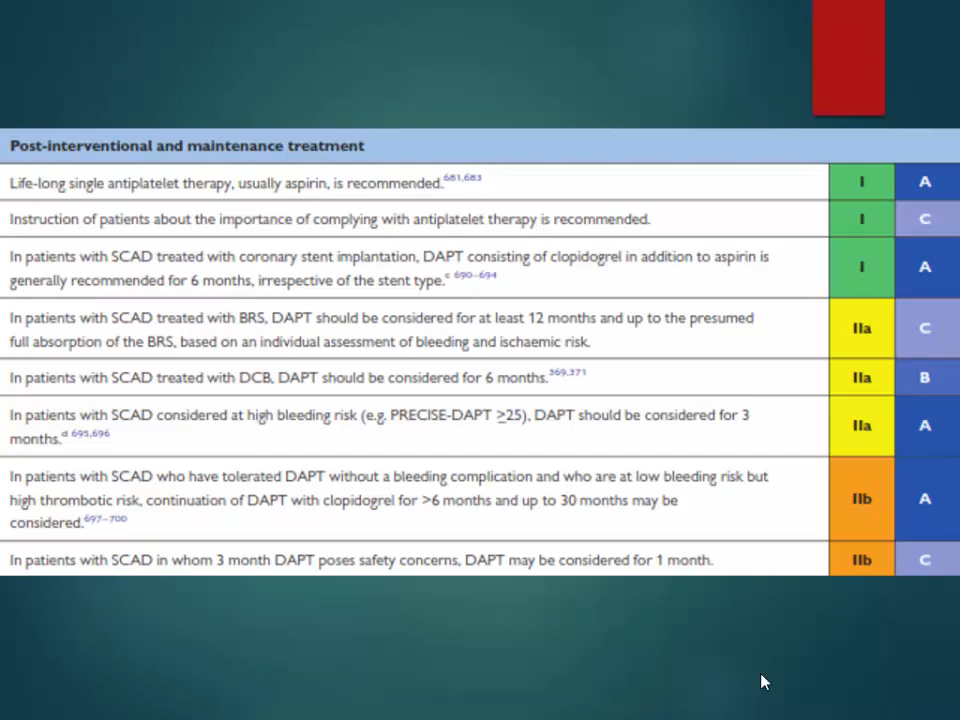 Post-interventional and maintenance treatment
Life-long single antiplatelet therapy, usually aspirin, is recommended.681,683 I A
Instruction of patients about the importance of complying with antiplatelet therapy is recommended. I C
In patients with SCAD treated with coronary stent implantation, DAPT consisting of clopidogrel in addition to aspirin is
generally recommended for 6 months, irrespective of the stent type.c 690–694 I A
In patients with SCAD treated with BRS, DAPT should be considered for at least 12 months and up to the presumed
full absorption of the BRS, based on an individual assessment of bleeding and ischaemic risk. IIa C
In patients with SCAD treated with DCB, DAPT should be considered for 6 months.369,371 IIa B
In patients with SCAD considered at high bleeding risk (e.g. PRECISE-DAPT ≥25), DAPT should be considered for 3
months.d 695,696 IIa A
In patients with SCAD who have tolerated DAPT without a bleeding complication and who are at low bleeding risk but
high thrombotic risk, continuation of DAPT with clopidogrel for >6 months and up to 30 months may be
considered.697–700 IIb A
In patients with SCAD in whom 3 month DAPT poses safety concerns, DAPT may be considered for 1 month. IIb C